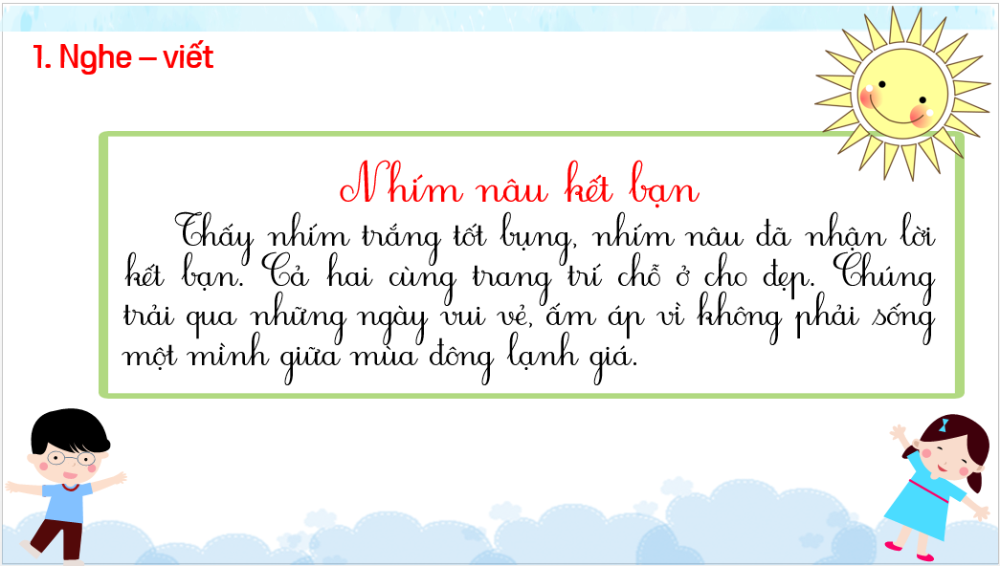 1. Nghe – viết
Nhím nâu kết bạn
Thấy nhím trắng tốt bụng, nhím nâu đã nhận lời
kết bạn. Cả hai cùng trang trí chỗ ở cho đẹp. Chúng
trải qua những ngày vui vẻ, ấm áp vì không phải sống
một mình giữa mùa đông lạnh giá.